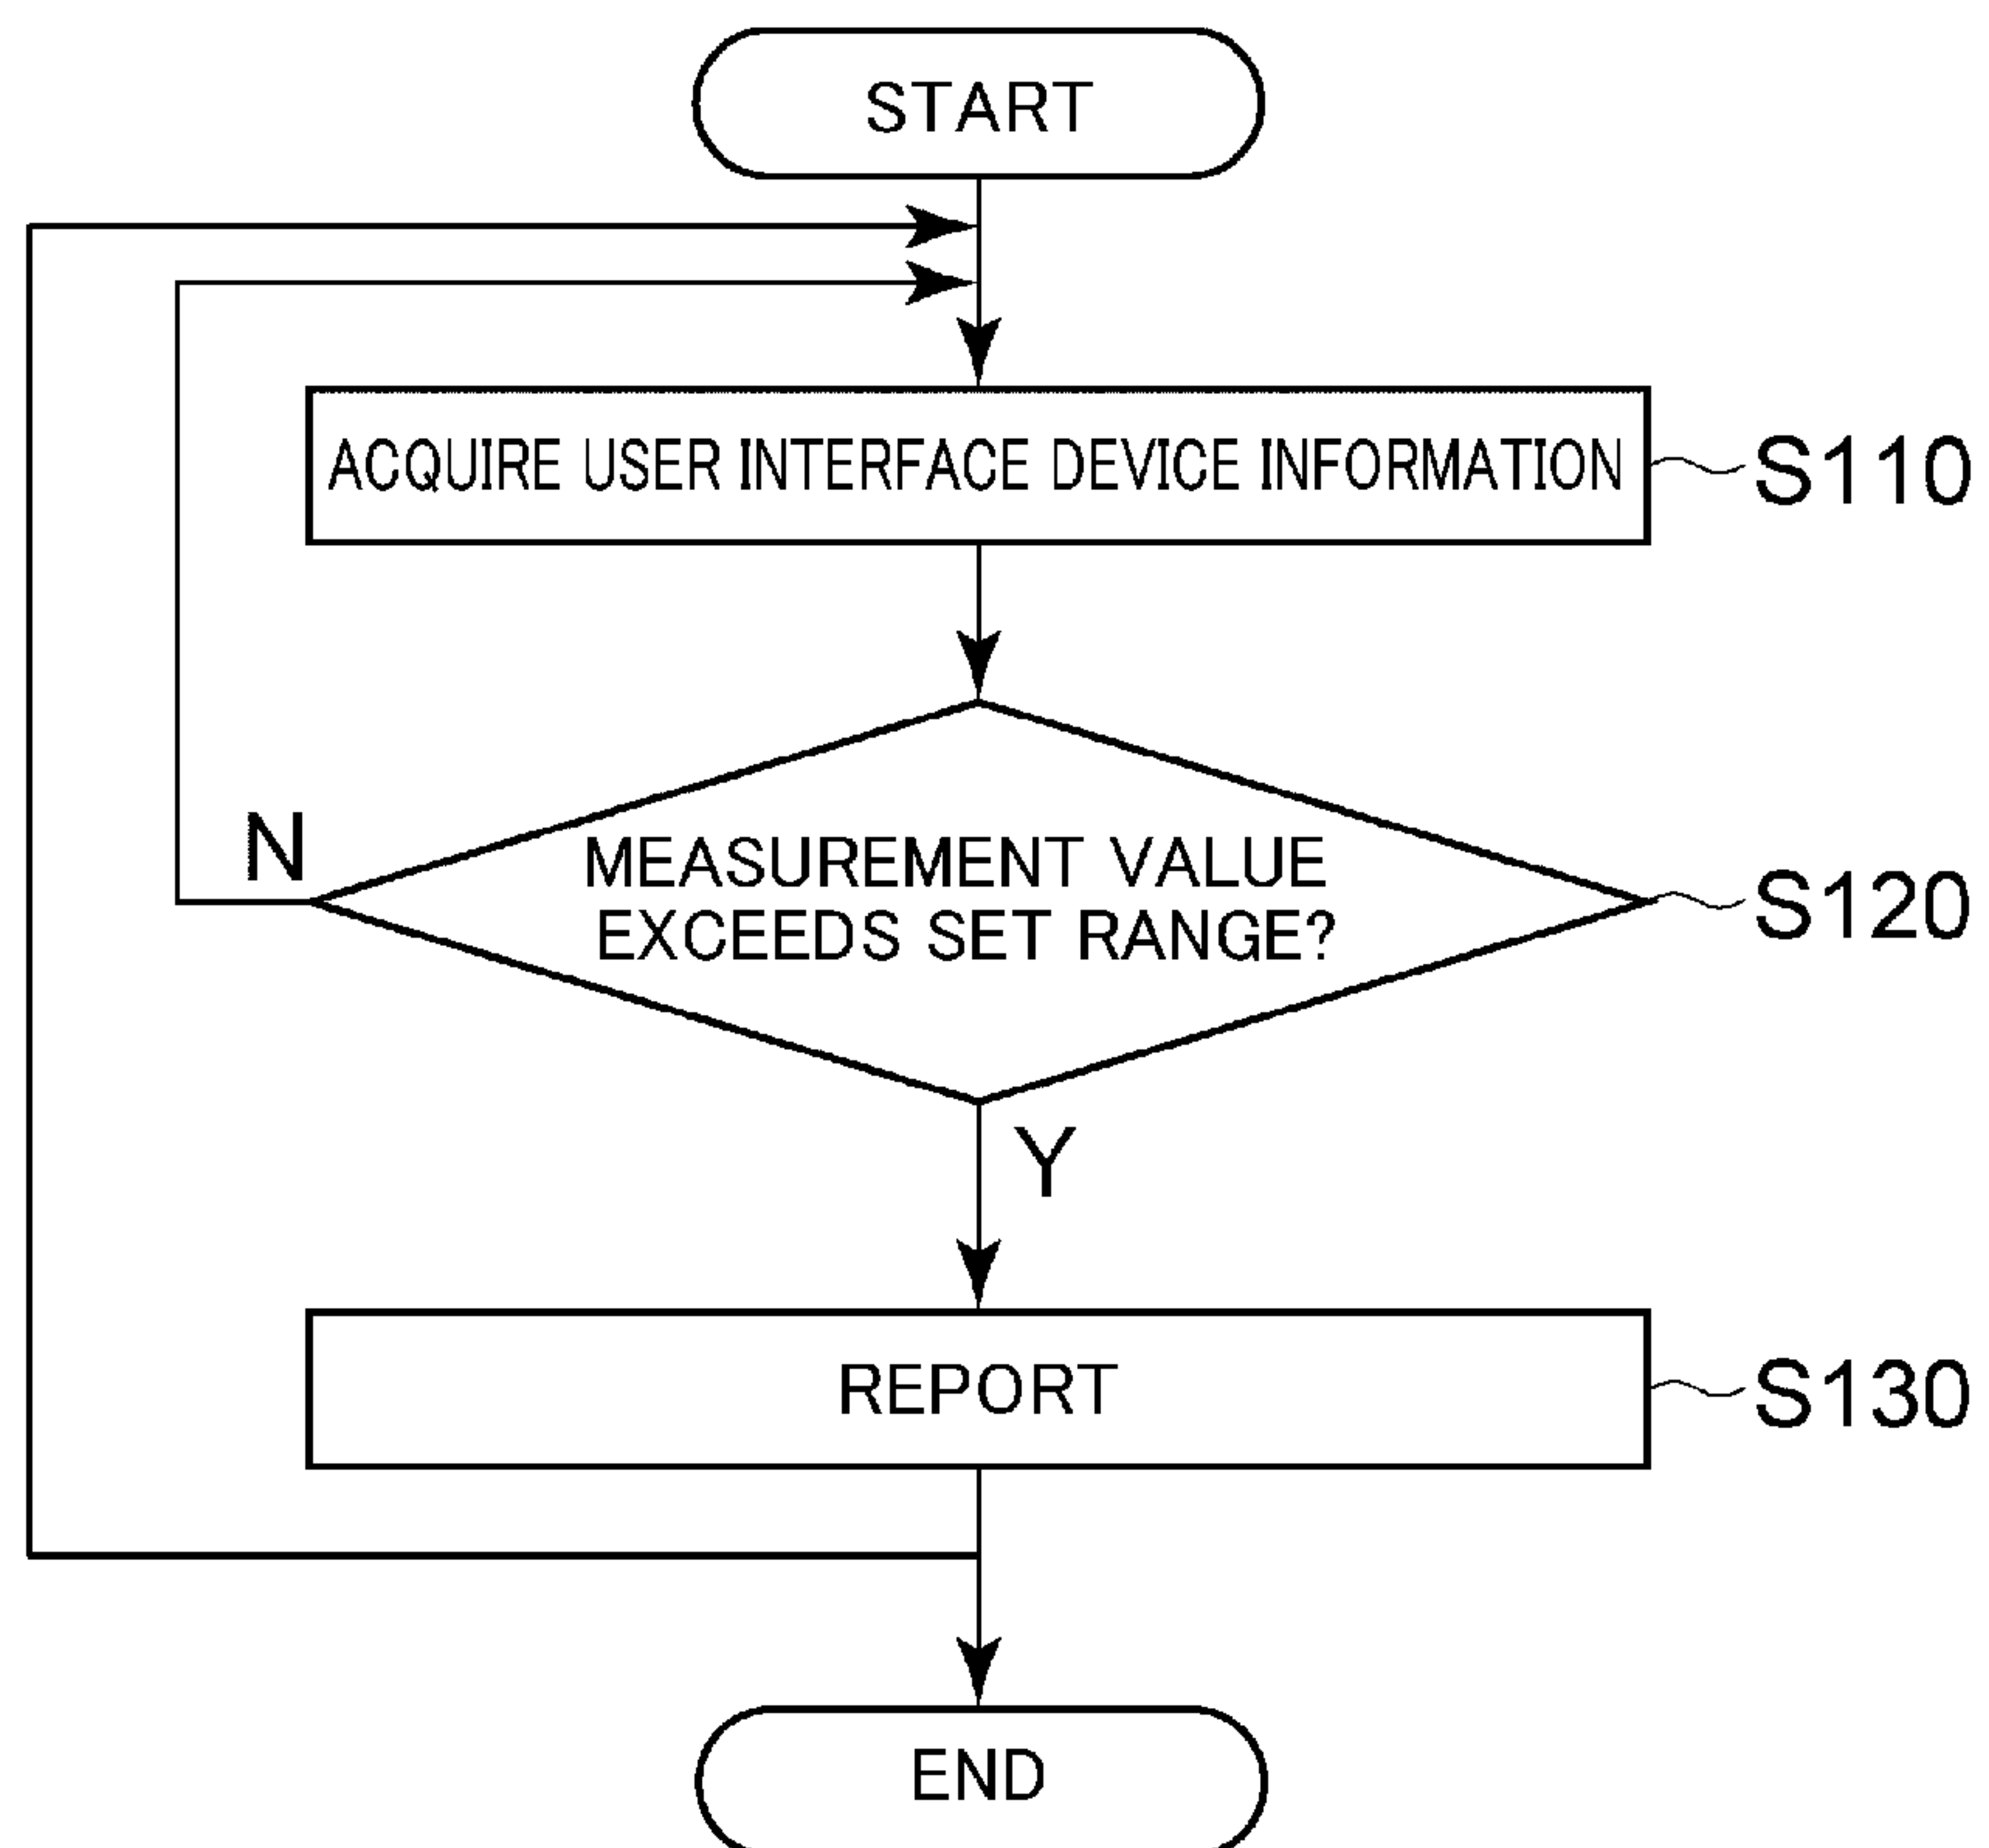 START
ACQUIRE USER INTERFACE DEVICE INFORMATION
S110
N
MEASUREMENT VALUE
EXCEEDS SET RANGE?
S120
Y
REPORT
S130
END